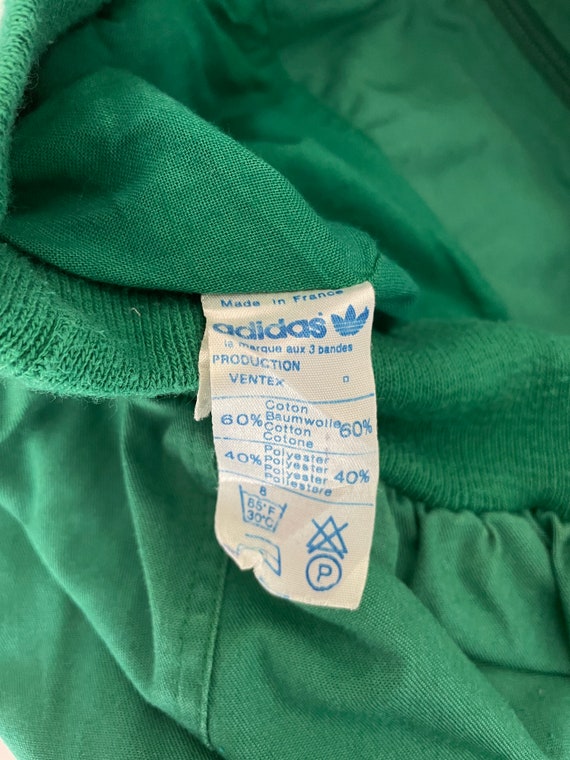 Made in France
adidas
la marque aux 3 bandes
PRODUCTION
VENTEX
60% Coton 60%
Baumwolle
Cotton
Cotone
40% Polyester 40%
Polyester
Polyester
Poliestere
8
85°F
30°C
P